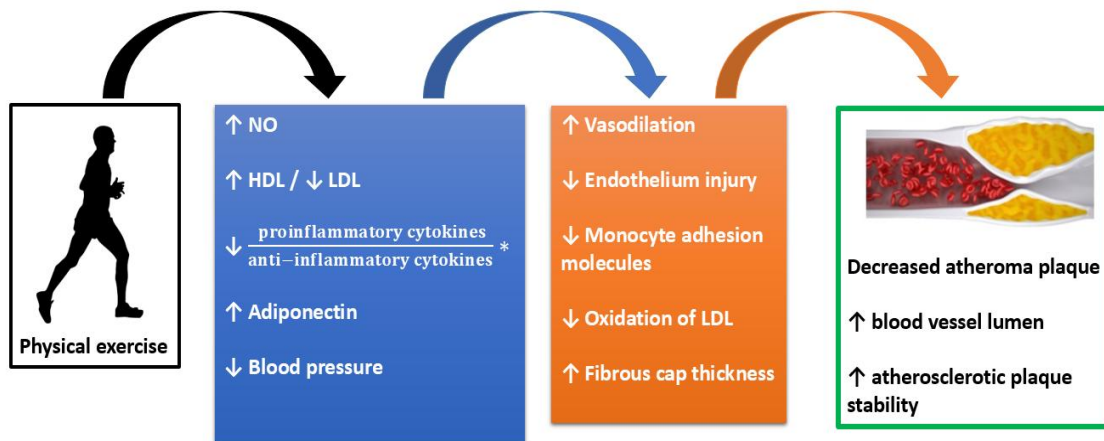 Physical exercise
↑ NO
↑ HDL / ↓ LDL
↓ proinflammatory cytokines
anti−inflammatory cytokines *
↑ Adiponectin
↓ Blood pressure
↑ Vasodilation
↓ Endothelium injury
↓ Monocyte adhesion
molecules
↓ Oxidation of LDL
↑ Fibrous cap thickness
Decreased atheroma plaque
↑ blood vessel lumen
↑ atherosclerotic plaque
stability